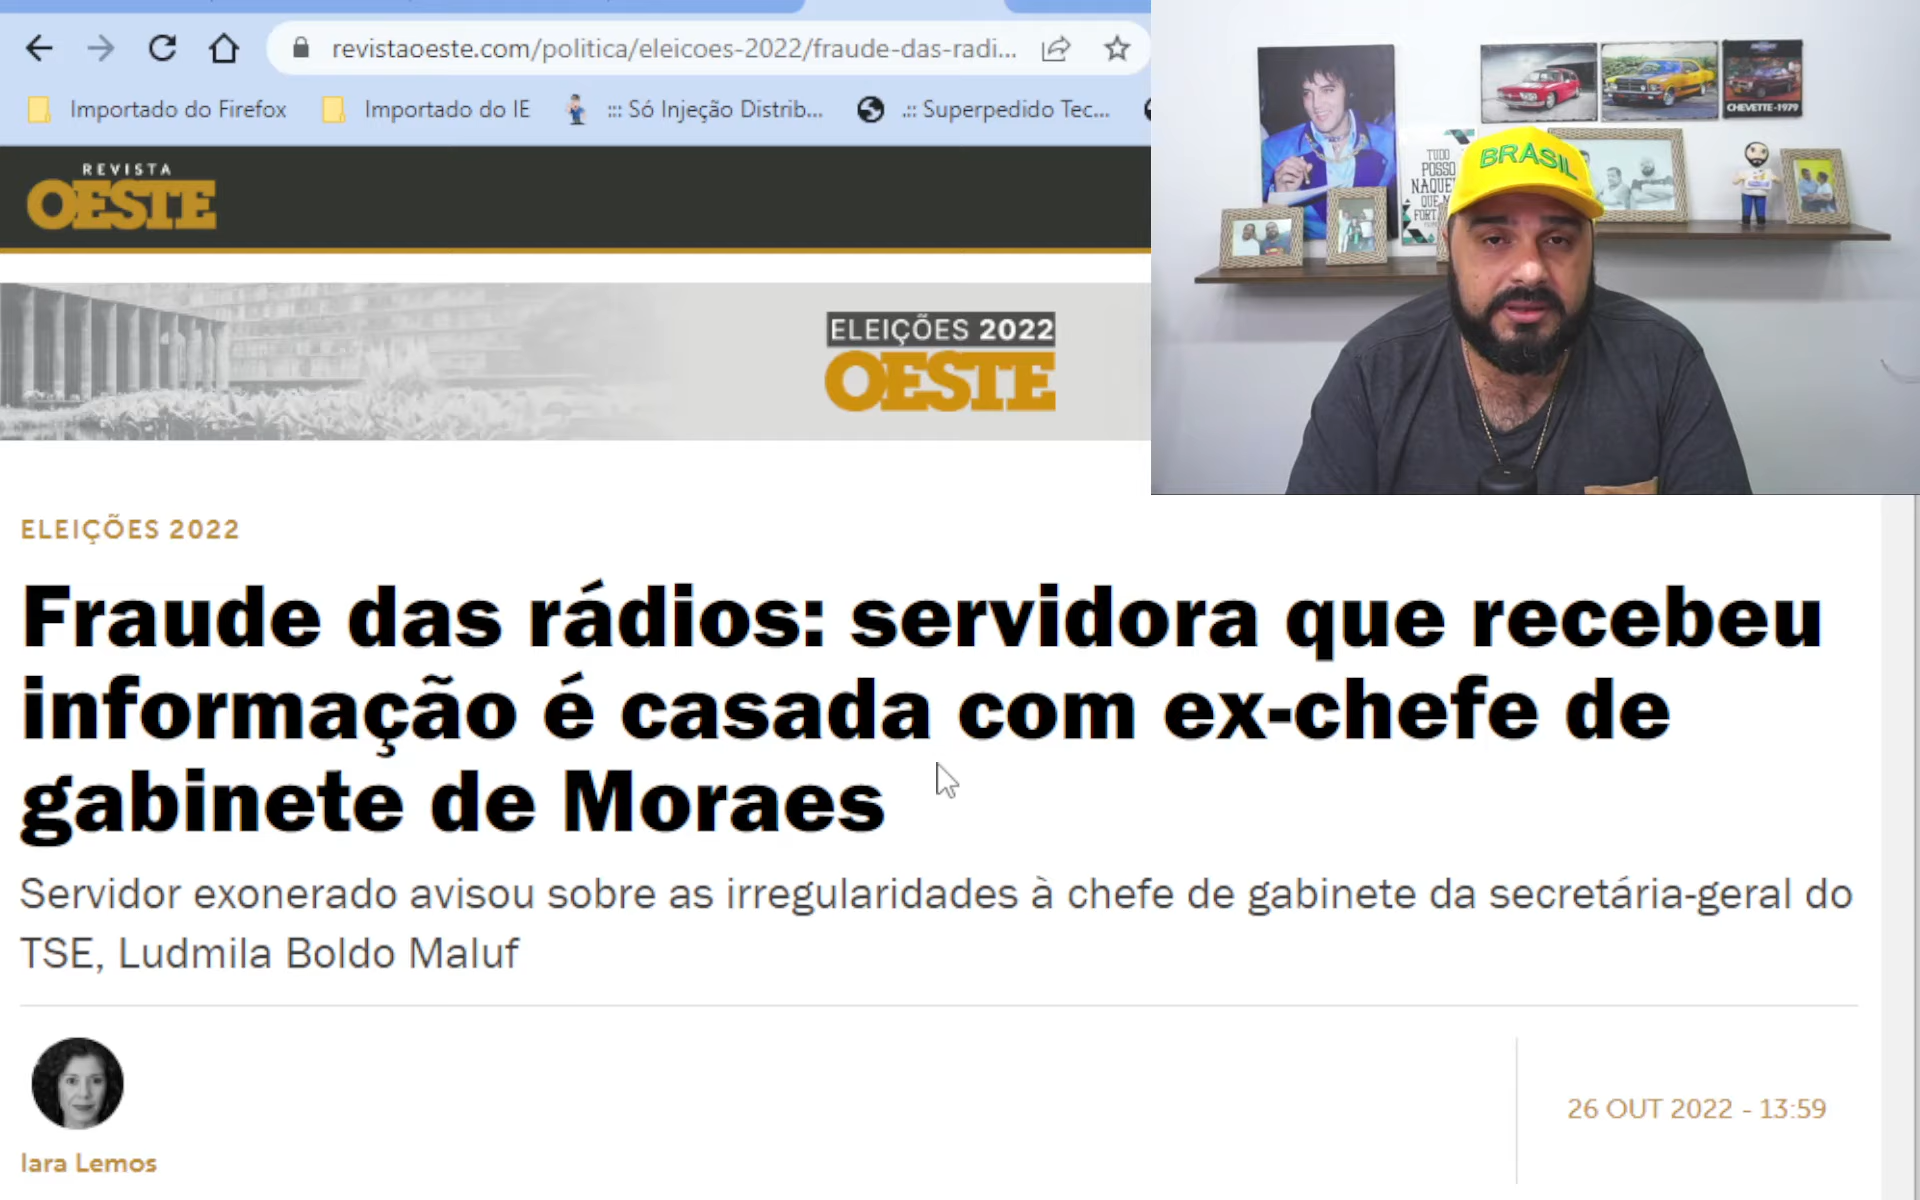 revistaoeste.com/politica/eleicoes-2022/fraude-das-radi...
Importado do Firefox
Importado do IE
::: Só Injeção Distrib...
.:: Superpedido Tec...
REVISTA
OESTE
ELEIÇÕES 2022
OESTE
CHEVETTE-1979
TUDO
POSSO
BRASIL
ELEIÇÕES 2022
Fraude das rádios: servidora que recebeu
informação é casada com ex-chefe de
gabinete de Moraes
Servidor exonerado avisou sobre as irregularidades à chefe de gabinete da secretária-geral do
TSE, Ludmila Boldo Maluf
26 OUT 2022 - 13:59
Iara Lemos